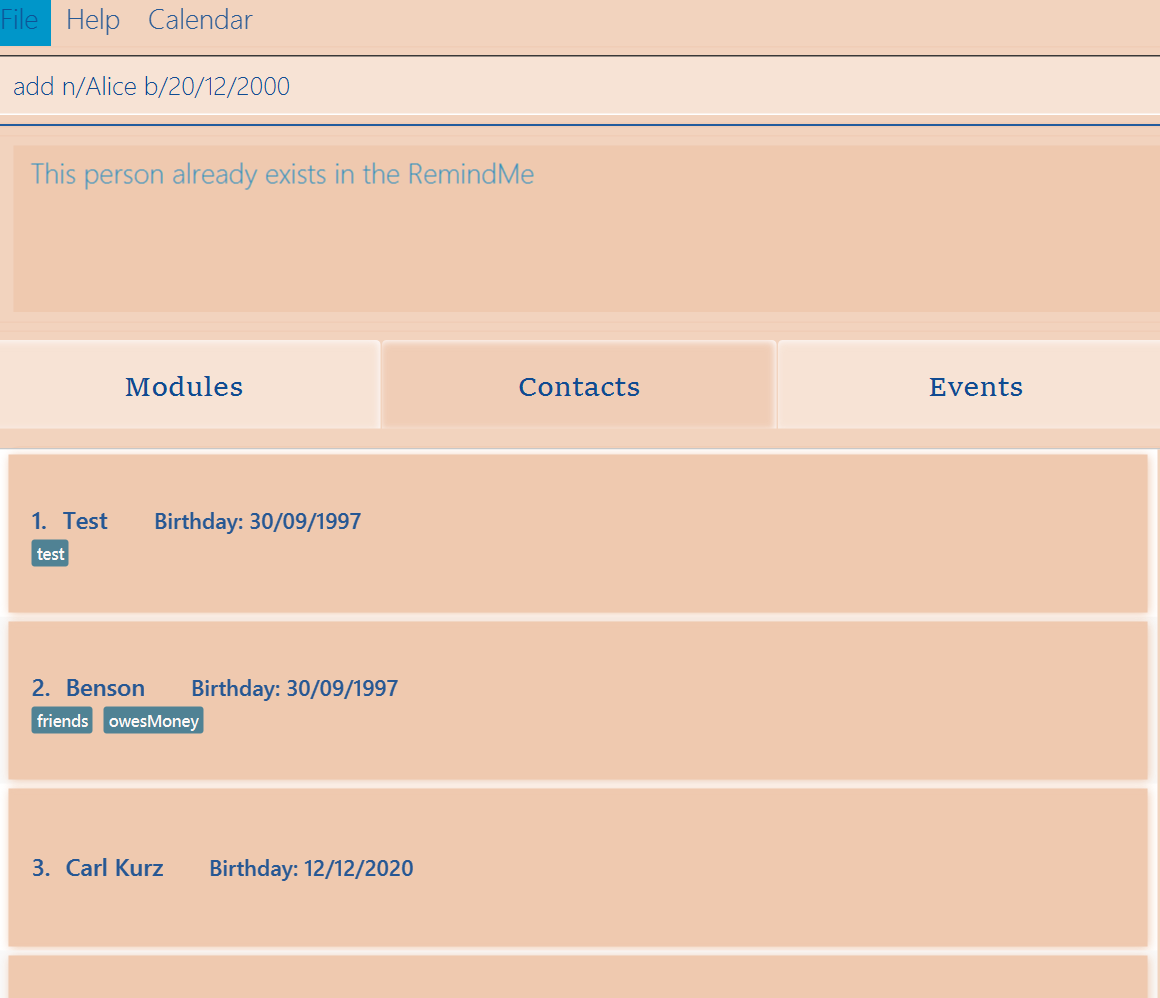 File Help Calendar
add n/Alice b/20/12/2000
This person already exists in the RemindMe
Modules Contacts Events
1. Test Birthday: 30/09/1997
test
2. Benson Birthday: 30/09/1997
friends owesMoney
3. Carl Kurz Birthday: 12/12/2020